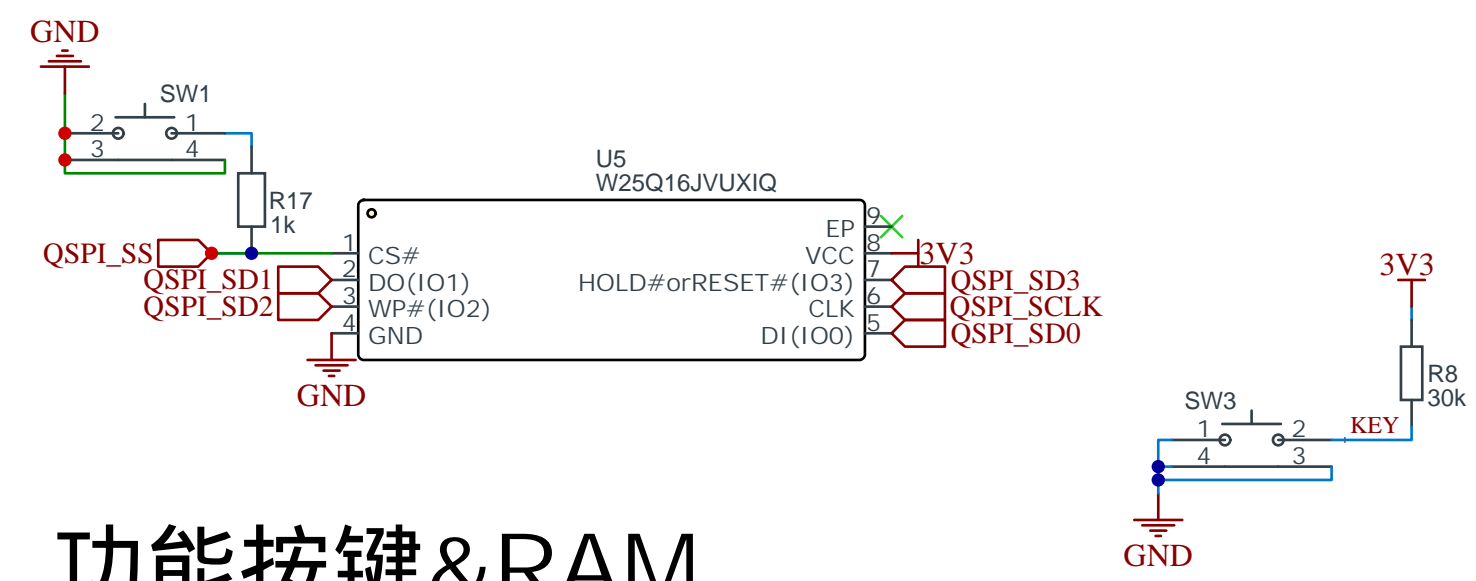 GND
SW1
2 1
3 4
R17
1k
U5
W25Q16JVUXIQ
QSPI_SS
1 CS#
QSPI_SD1
2 DO(IO1)
QSPI_SD2
3 WP#(IO2)
4 GND
GND
EP 9
VCC 8 3V3
HOLD#orRESET#(IO3) 7 QSPI_SD3
CLK 6 QSPI_SCLK
DI(IO0) 5 QSPI_SD0
3V3
R8
30k
SW3
KEY
1 2
4 3
GND
功能按键&RAM